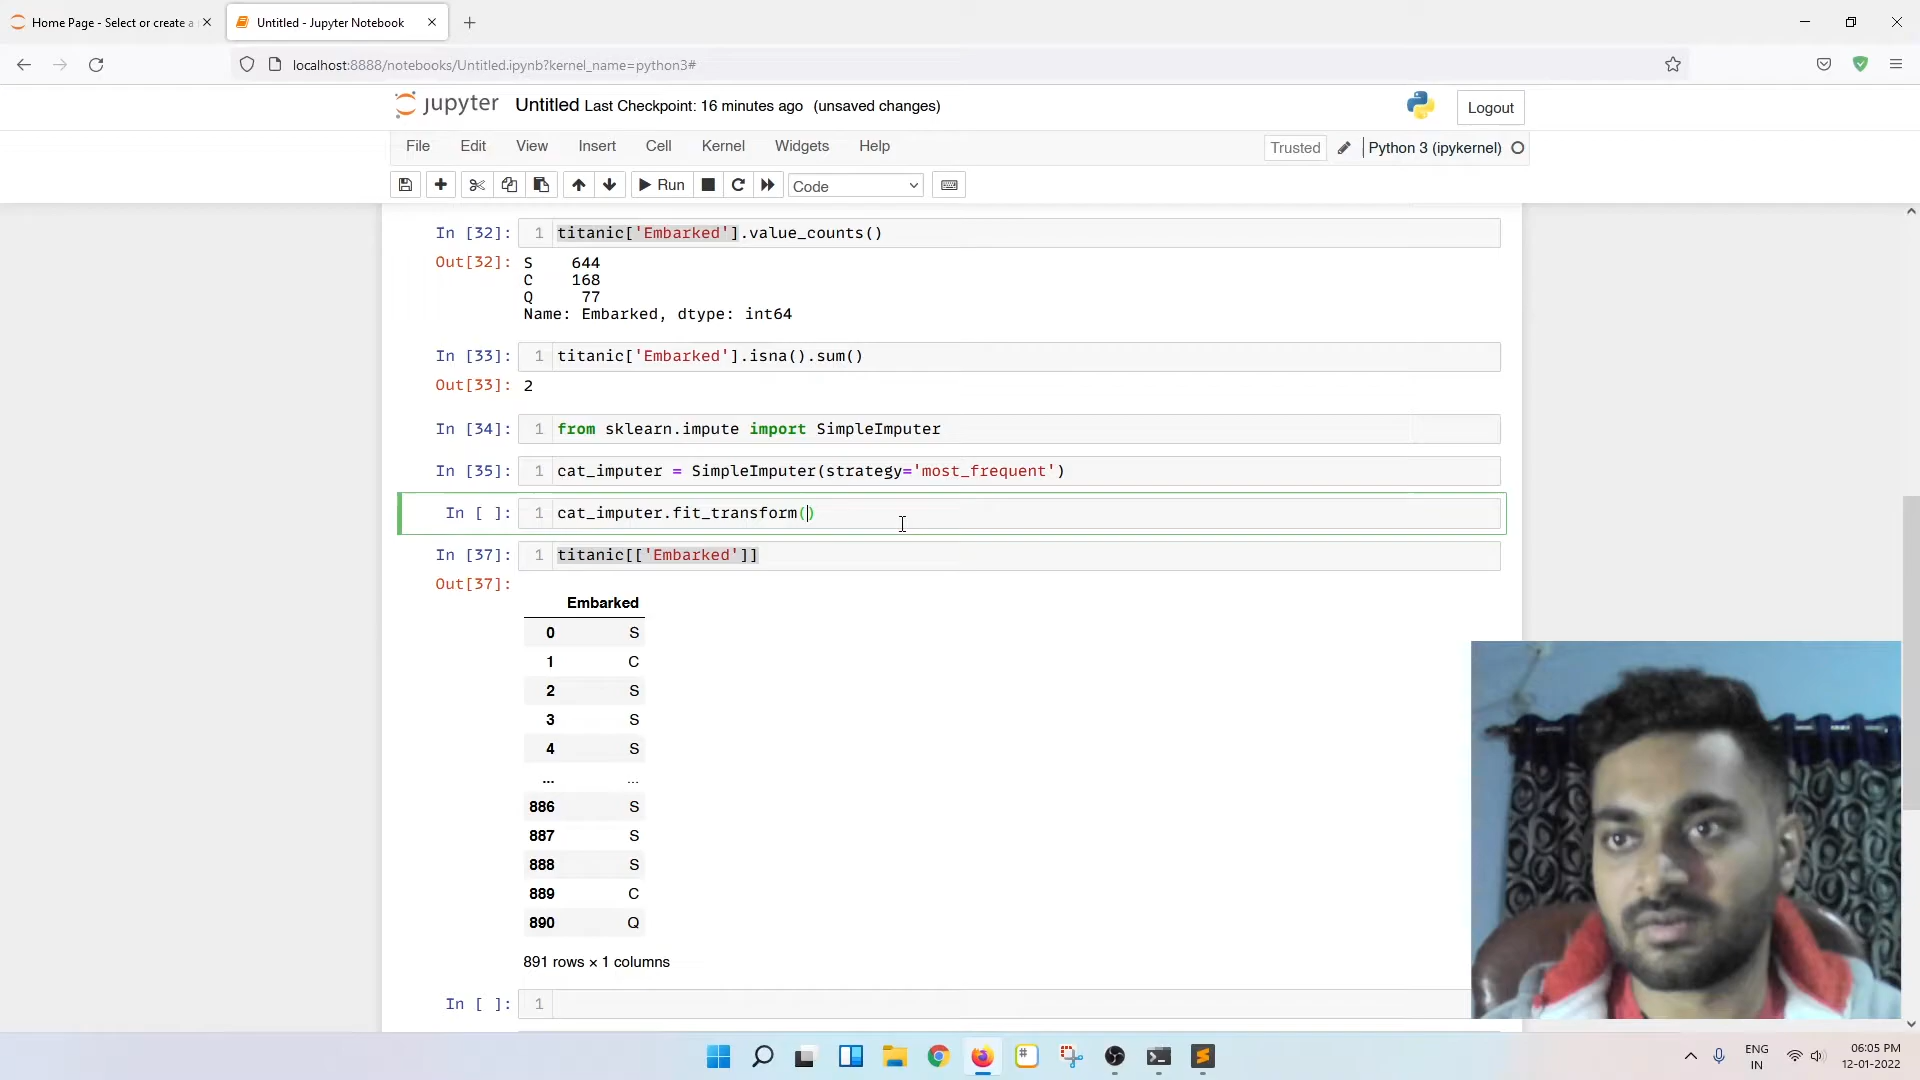 Home Page - Select or create a
Untitled - Jupyter Notebook
localhost:8888/notebooks/Untitled.ipynb?kernel_name=python3#
jupyter Untitled Last Checkpoint: 16 minutes ago (unsaved changes)
Logout
File Edit View Insert Cell Kernel Widgets Help
Trusted Python 3 (ipykernel)
Run Code
In [32]: 1 titanic['Embarked'].value_counts()
Out[32]: S 644
C 168
Q 77
Name: Embarked, dtype: int64
In [33]: 1 titanic['Embarked'].isna().sum()
Out[33]: 2
In [34]: 1 from sklearn.impute import SimpleImputer
In [35]: 1 cat_imputer = SimpleImputer(strategy='most_frequent')
In [ ]: 1 cat_imputer.fit_transform()
In [37]: 1 titanic[['Embarked']]
Out[37]:
Embarked
0 S
1 C
2 S
3 S
4 S
... ...
886 S
887 S
888 S
889 C
890 Q
891 rows × 1 columns
In [ ]: 1
ENG
IN
06:05 PM
12-01-2022